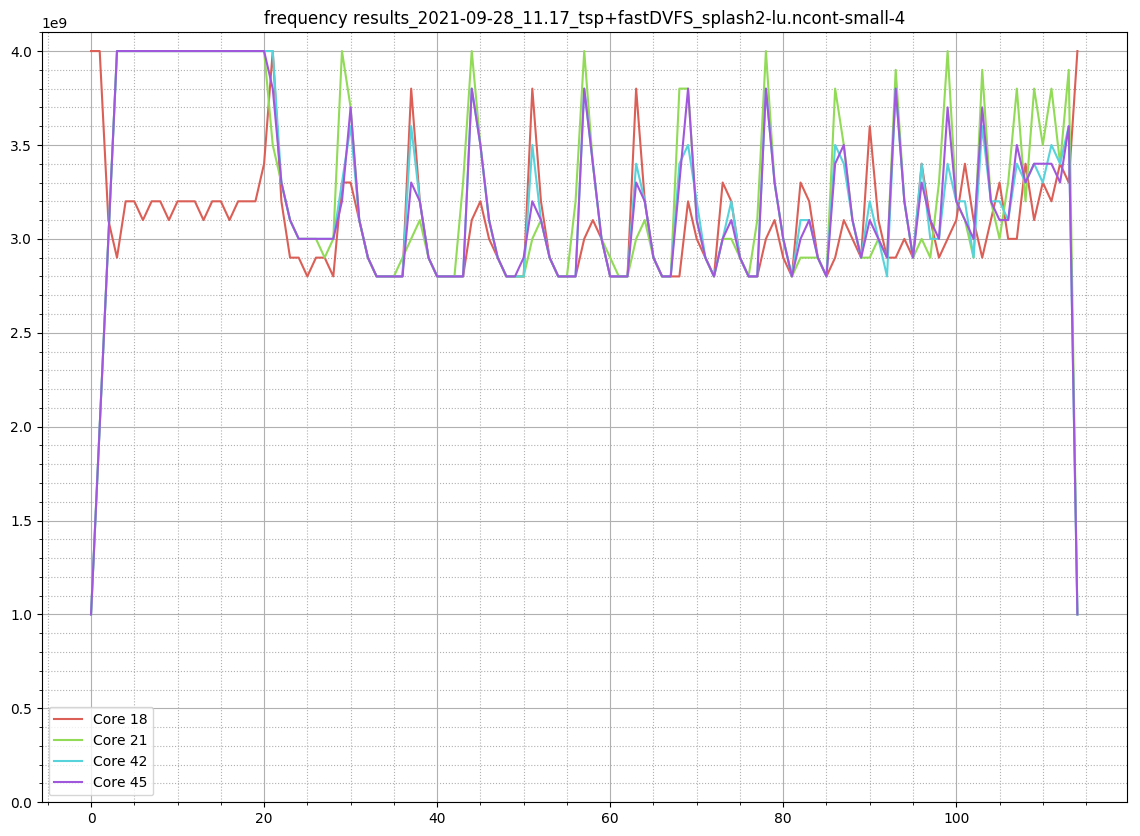 frequency results_2021-09-28_11.17_tsp+fastDVFS_splash2-lu.ncont-small-4
1e9
4.0
3.5
3.0
2.5
2.0
1.5
1.0
0.5
0.0
Core 18
Core 21
Core 42
Core 45
0 20 40 60 80 100